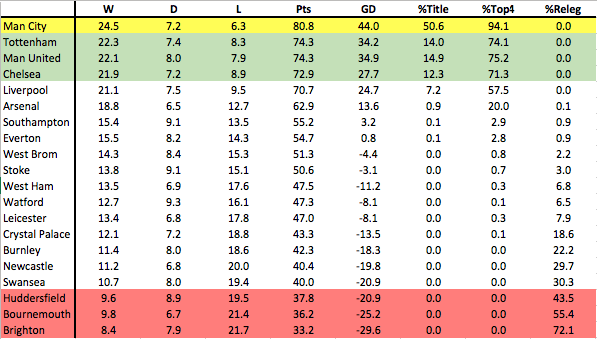 W D L Pts GD %Title %Top4 %Releg
Man City 24.5 7.2 6.3 80.8 44.0 50.6 94.1 0.0
Tottenham 22.3 7.4 8.3 74.3 34.2 14.0 74.1 0.0
Man United 22.1 8.0 7.9 74.3 34.9 14.9 75.2 0.0
Chelsea 21.9 7.2 8.9 72.9 27.7 12.3 71.3 0.0
Liverpool 21.1 7.5 9.5 70.7 24.7 7.2 57.5 0.0
Arsenal 18.8 6.5 12.7 62.9 13.6 0.9 20.0 0.1
Southampton 15.4 9.1 13.5 55.2 3.2 0.1 2.9 0.9
Everton 15.5 8.2 14.3 54.7 0.8 0.1 2.8 0.9
West Brom 14.3 8.4 15.3 51.3 -4.4 0.0 0.8 2.2
Stoke 13.8 9.1 15.1 50.6 -3.1 0.0 0.7 3.0
West Ham 13.5 6.9 17.6 47.5 -11.2 0.0 0.3 6.8
Watford 12.7 9.3 16.1 47.3 -8.1 0.0 0.1 6.5
Leicester 13.4 6.8 17.8 47.0 -8.1 0.0 0.3 7.9
Crystal Palace 12.1 7.2 18.8 43.3 -13.5 0.0 0.1 18.6
Burnley 11.4 8.0 18.6 42.3 -18.3 0.0 0.0 22.2
Newcastle 11.2 6.8 20.0 40.4 -19.8 0.0 0.0 29.7
Swansea 10.7 8.0 19.4 40.0 -20.9 0.0 0.0 30.3
Huddersfield 9.6 8.9 19.5 37.8 -20.9 0.0 0.0 43.5
Bournemouth 9.8 6.7 21.4 36.2 -25.2 0.0 0.0 55.4
Brighton 8.4 7.9 21.7 33.2 -29.6 0.0 0.0 72.1